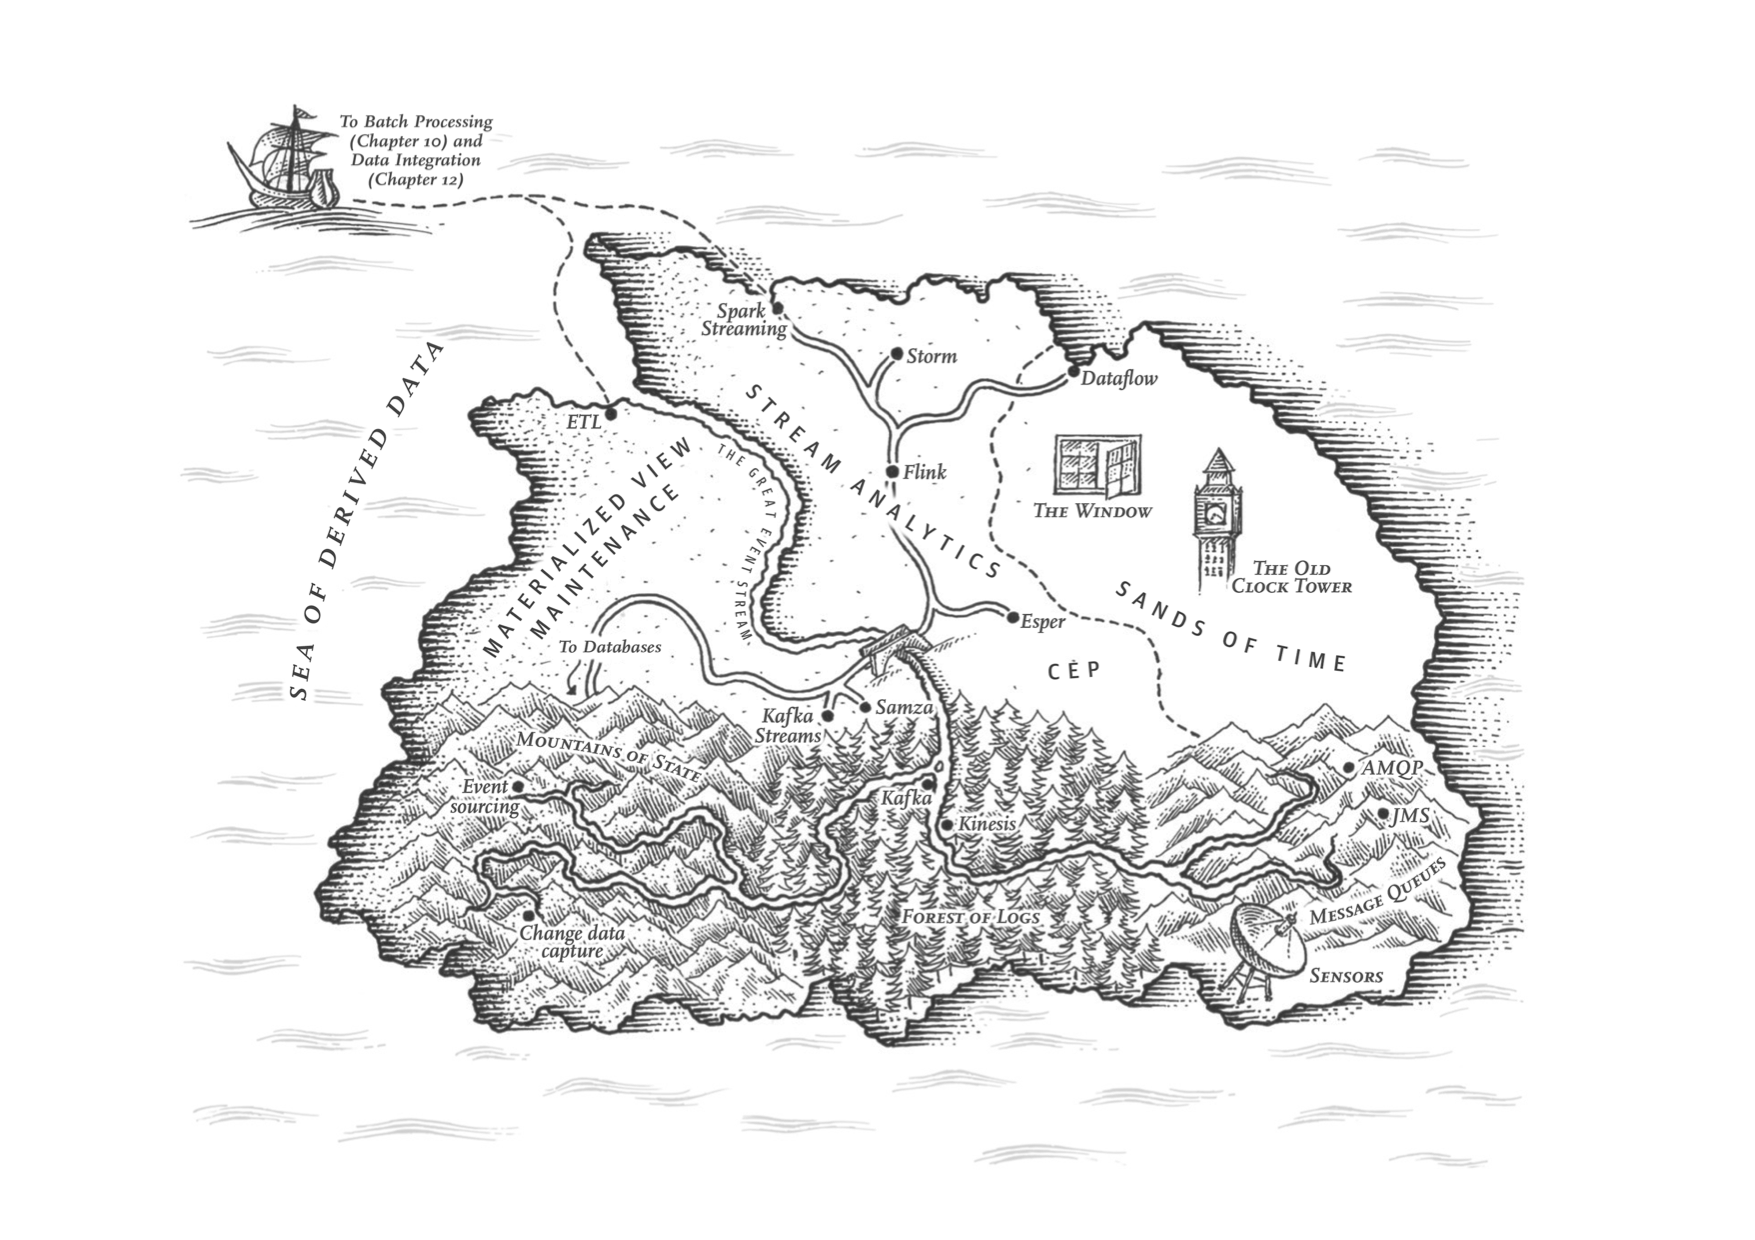 To Batch Processing
(Chapter 10) and
Data Integration
(Chapter 12)
SEA OF DERIVED DATA
Spark
Streaming
Storm
Dataflow
ETL
STREAM ANALYTICS
Flink
THE GREAT EVENT STREAM
MATERIALIZED VIEW
MAINTENANCE
THE WINDOW
THE OLD
CLOCK TOWER
SANDS OF TIME
Esper
CEP
To Databases
Kafka
Streams
Samza
MOUNTAINS OF STATE
Event
sourcing
Kafka
Kinesis
AMQP
JMS
MESSAGE QUEUES
Change data
capture
FOREST OF LOGS
SENSORS